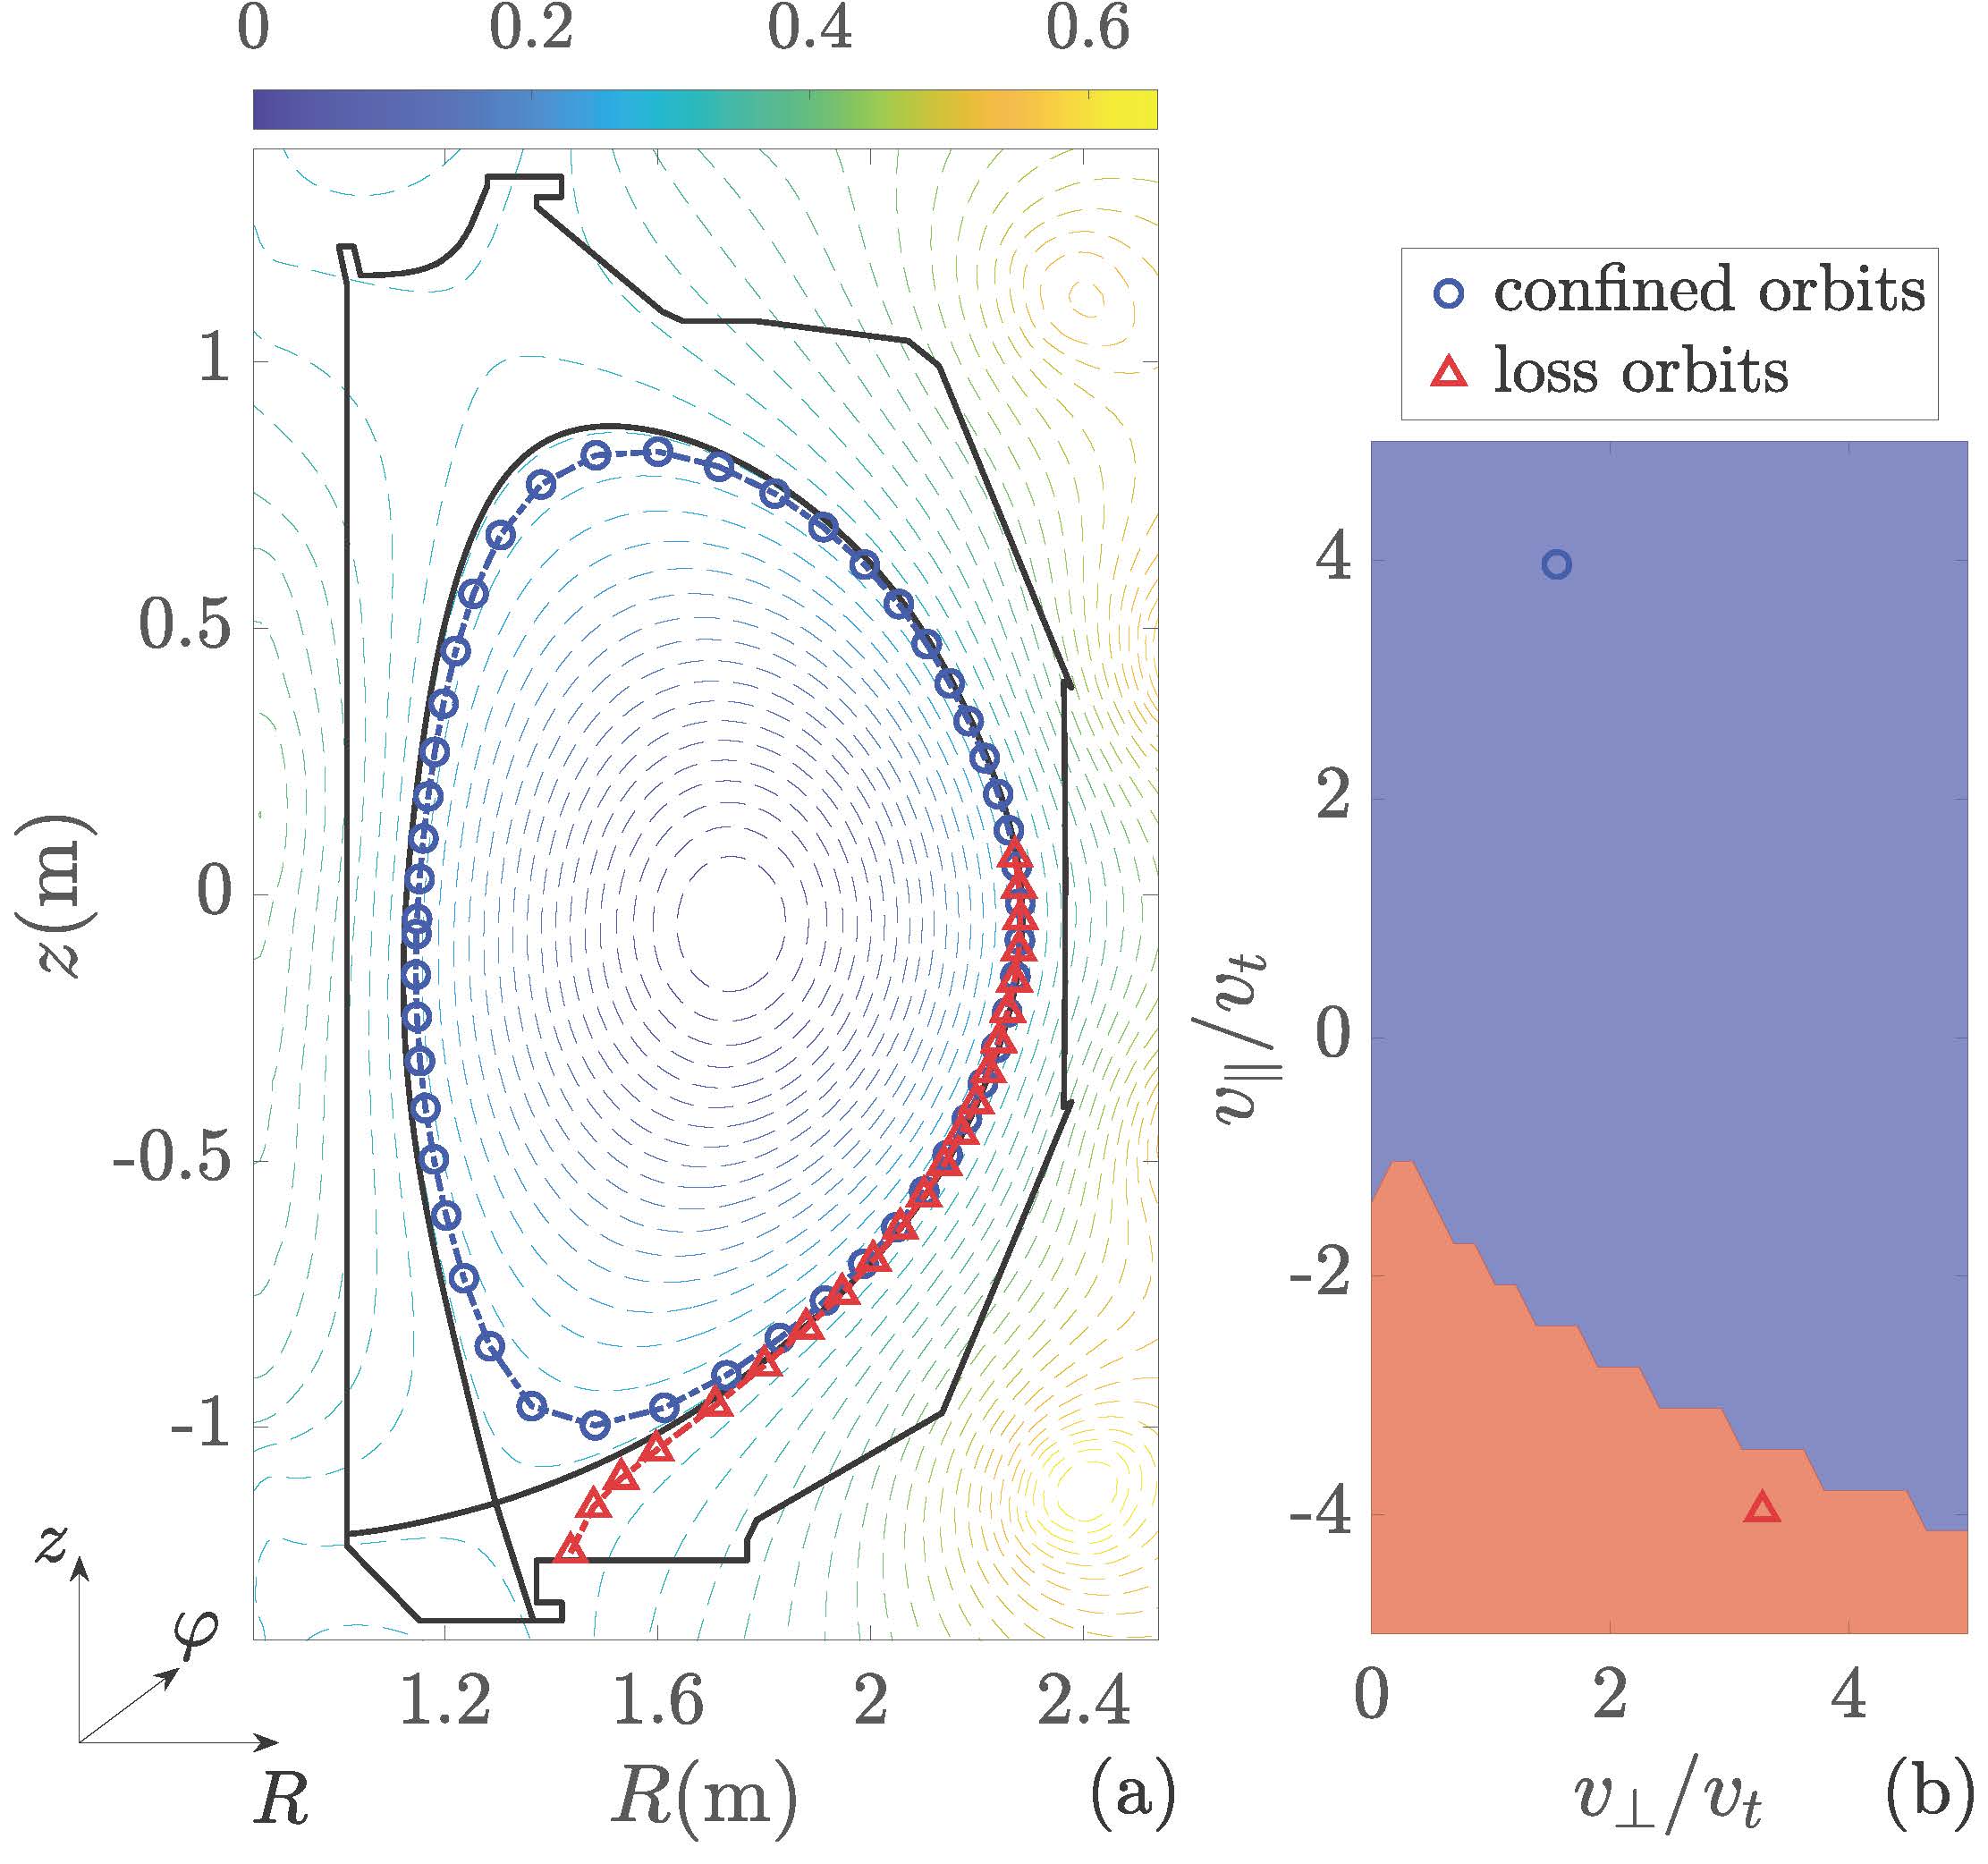 0 0.2 0.4 0.6
1
0.5
0
-0.5
-1
z(m)
1.2 1.6 2 2.4
R(m)
(a)
z
φ
R
confined orbits
loss orbits
4
2
0
-2
-4
v∥/vt
0 2 4
v⊥/vt
(b)